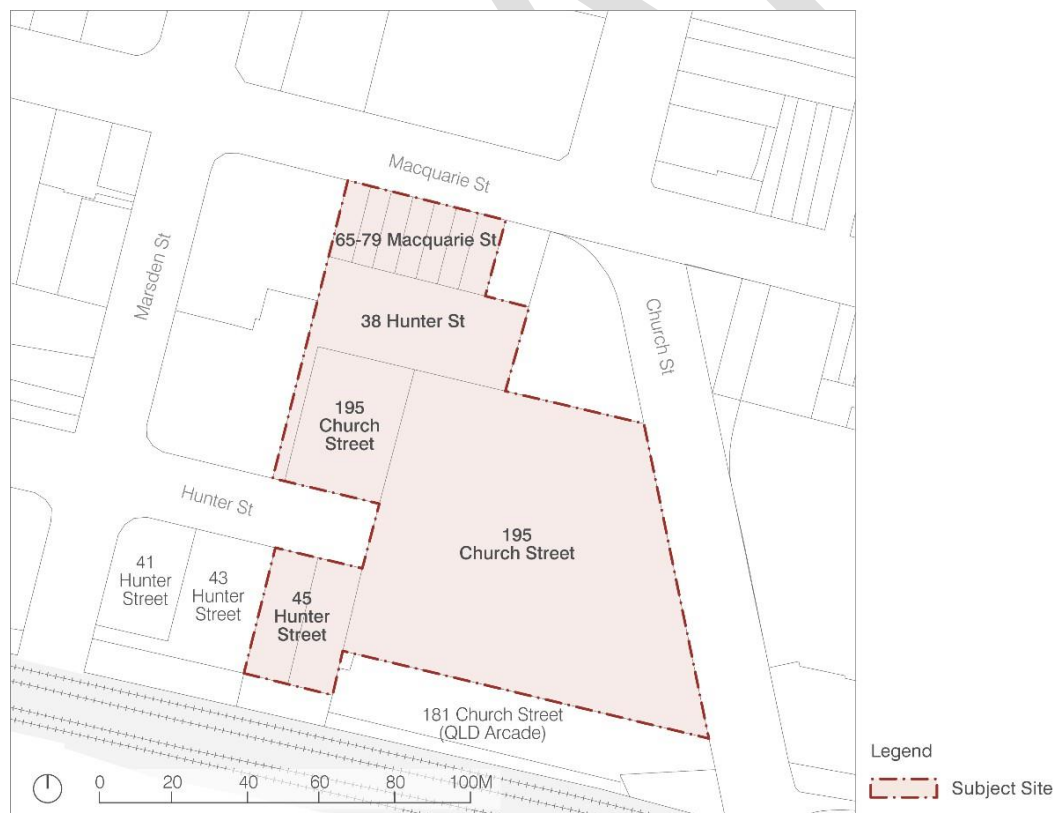 Macquarie St
65-79 Macquarie St
Marsden St
38 Hunter St
Church St
195
Church
Street
Hunter St
195
Church Street
41
Hunter
Street
43
Hunter
Street
45
Hunter
Street
181 Church Street
(QLD Arcade)
Legend
Subject Site
0 20 40 60 80 100M